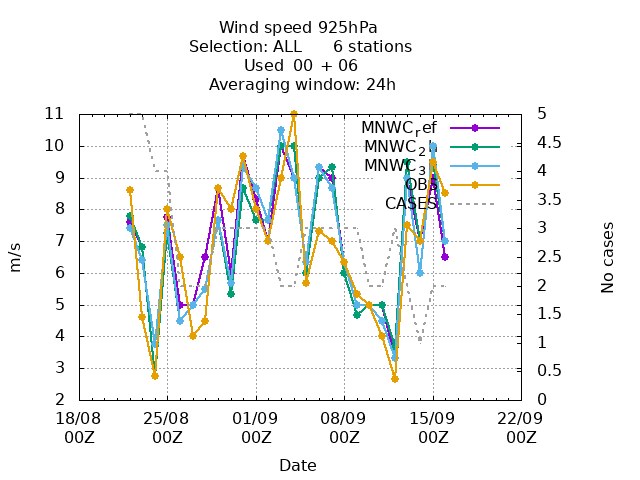 Wind speed 925hPa
Selection: ALL 6 stations
Used 00 + 06
Averaging window: 24h
11 5
10 4.5
9 4
8 3.5
7 3
6 2.5
5 2
4 1.5
3 1
2 0.5
0
MNWC_ref
MNWC_2
MNWC_3
OBS
CASES
m/s
No cases
18/08 25/08 01/09 08/09 15/09 22/09
00Z 00Z 00Z 00Z 00Z 00Z
Date